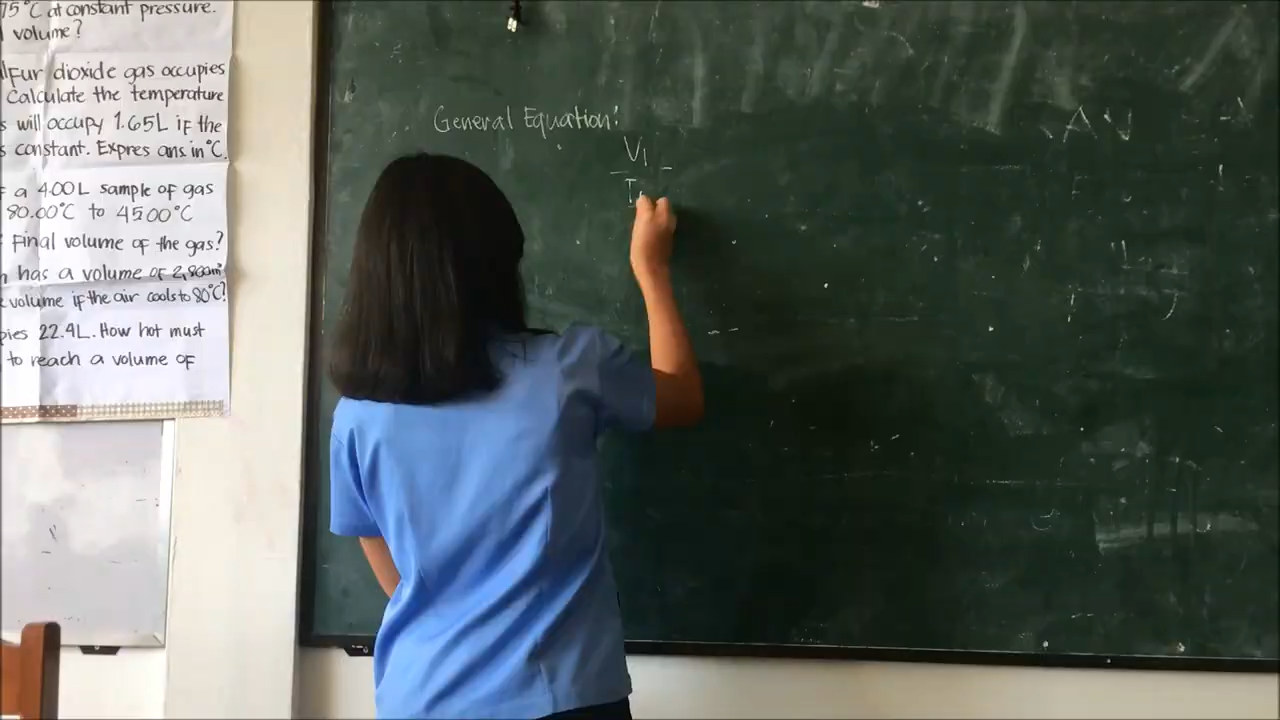 75°C at constant pressure.
volume?
lfur dioxide gas occupies
Calculate the temperature
s will occupy 1.65L if the
s constant. Expres ans.in°C.
f a 4.00L sample of gas
80.00°C to 45.00°C
Final volume of the gas?
has a volume of 2,800m³
volume if the air cools to 80°C?
pies 22.4L. How hot must
to reach a volume of
General Equation:
V1
T